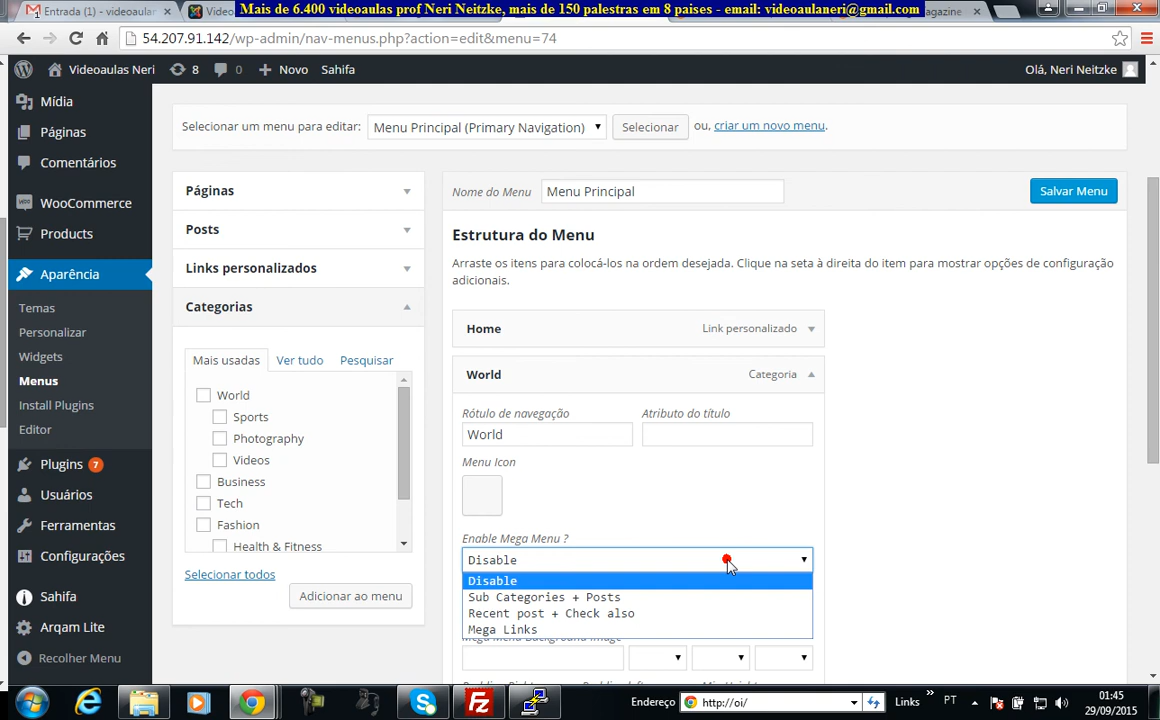 Entrada (1) - videoaula
Video
agazine
Mais de 6.400 videoaulas prof Neri Neitzke, mais de 150 palestras em 8 paises - email: videoaulaneri@gmail.com
54.207.91.142/wp-admin/nav-menus.php?action=edit&menu=74
Videoaulas Neri
8
0
Novo
Sahifa
Olá, Neri Neitzke
Mídia
Páginas
Comentários
WooCommerce
Products
Aparência
Temas
Personalizar
Widgets
Menus
Install Plugins
Editor
Plugins 7
Usuários
Ferramentas
Configurações
Sahifa
Arqam Lite
Recolher Menu
Selecionar um menu para editar:
Menu Principal (Primary Navigation)
Selecionar
ou, criar um novo menu.
Páginas
Posts
Links personalizados
Categorias
Mais usadas
Ver tudo
Pesquisar
World
Sports
Photography
Videos
Business
Tech
Fashion
Health & Fitness
Selecionar todos
Adicionar ao menu
Nome do Menu
Menu Principal
Salvar Menu
Estrutura do Menu
Arraste os itens para colocá-los na ordem desejada. Clique na seta à direita do item para mostrar opções de configuração
adicionais.
Home
Link personalizado
World
Categoria
Rótulo de navegação
Atributo do título
World
Menu Icon
Enable Mega Menu ?
Disable
Disable
Sub Categories + Posts
Recent post + Check also
Mega Links
Mega Menu Background Image
Endereço
http://oi/
Links
PT
01:45
29/09/2015